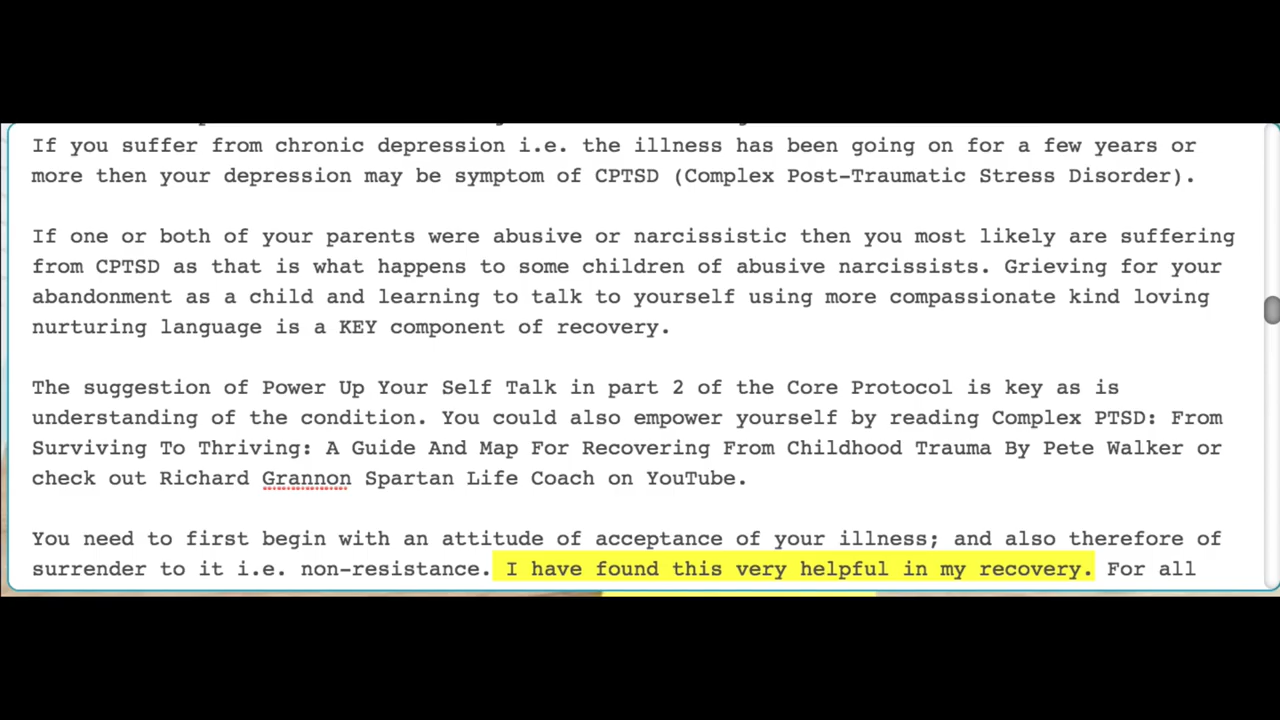 If you suffer from chronic depression i.e. the illness has been going on for a few years or
more then your depression may be symptom of CPTSD (Complex Post-Traumatic Stress Disorder).
If one or both of your parents were abusive or narcissistic then you most likely are suffering
from CPTSD as that is what happens to some children of abusive narcissists. Grieving for your
abandonment as a child and learning to talk to yourself using more compassionate kind loving
nurturing language is a KEY component of recovery.
The suggestion of Power Up Your Self Talk in part 2 of the Core Protocol is key as is
understanding of the condition. You could also empower yourself by reading Complex PTSD: From
Surviving To Thriving: A Guide And Map For Recovering From Childhood Trauma By Pete Walker or
check out Richard Grannon Spartan Life Coach on YouTube.
You need to first begin with an attitude of acceptance of your illness; and also therefore of
surrender to it i.e. non-resistance. I have found this very helpful in my recovery. For all